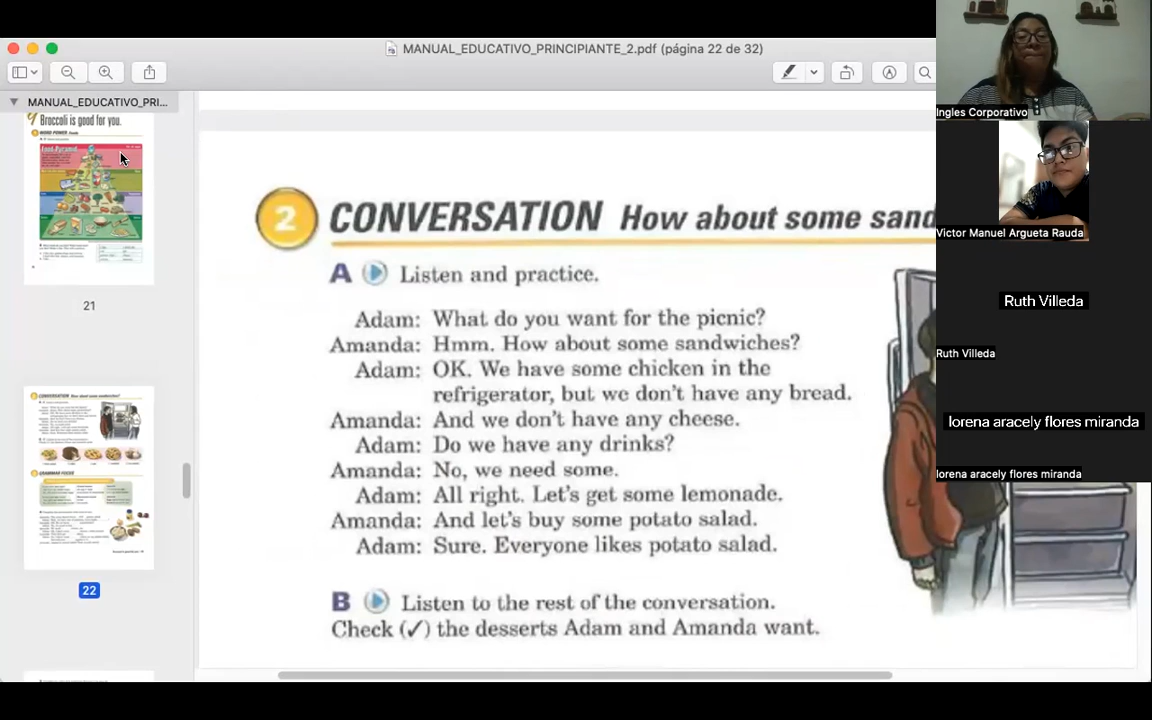 MANUAL_EDUCATIVO_PRINCIPIANTE_2.pdf (página 22 de 32)
MANUAL_EDUCATIVO_PRI...
Broccoli is good for you.
WORD POWER
Food Pyramid
21
22
2 CONVERSATION How about some sand
A Listen and practice.
Adam: What do you want for the picnic?
Amanda: Hmm. How about some sandwiches?
Adam: OK. We have some chicken in the
refrigerator, but we don't have any bread.
Amanda: And we don't have any cheese.
Adam: Do we have any drinks?
Amanda: No, we need some.
Adam: All right. Let's get some lemonade.
Amanda: And let's buy some potato salad.
Adam: Sure. Everyone likes potato salad.
B Listen to the rest of the conversation.
Check (✓) the desserts Adam and Amanda want.
Ingles Corporativo
Victor Manuel Argueta Rauda
Ruth Villeda
Ruth Villeda
lorena aracely flores miranda
lorena aracely flores miranda